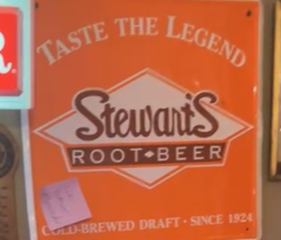 TASTE THE LEGEND
Stewart's
ROOT BEER
COLD-BREWED DRAFT • SINCE 1924
R